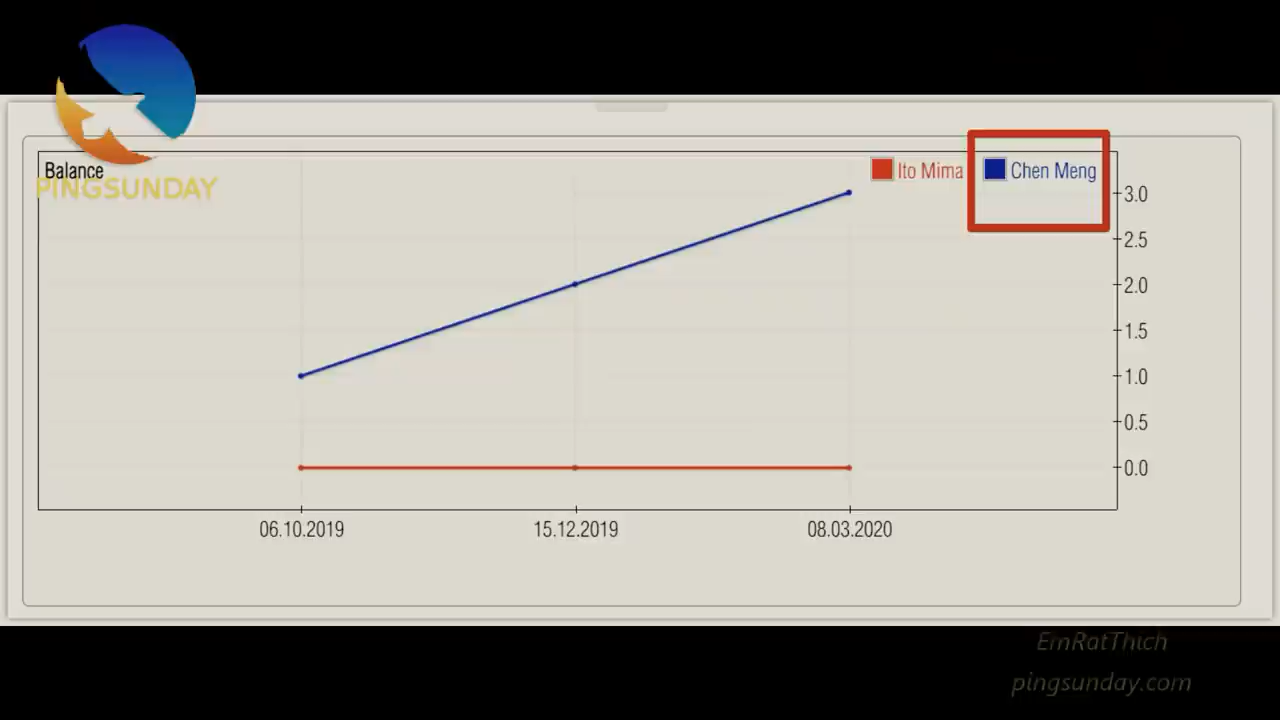 PINGSUNDAY
Balance
Ito Mima
Chen Meng
3.0
2.5
2.0
1.5
1.0
0.5
0.0
06.10.2019 15.12.2019 08.03.2020
EmRatThich
pingsunday.com